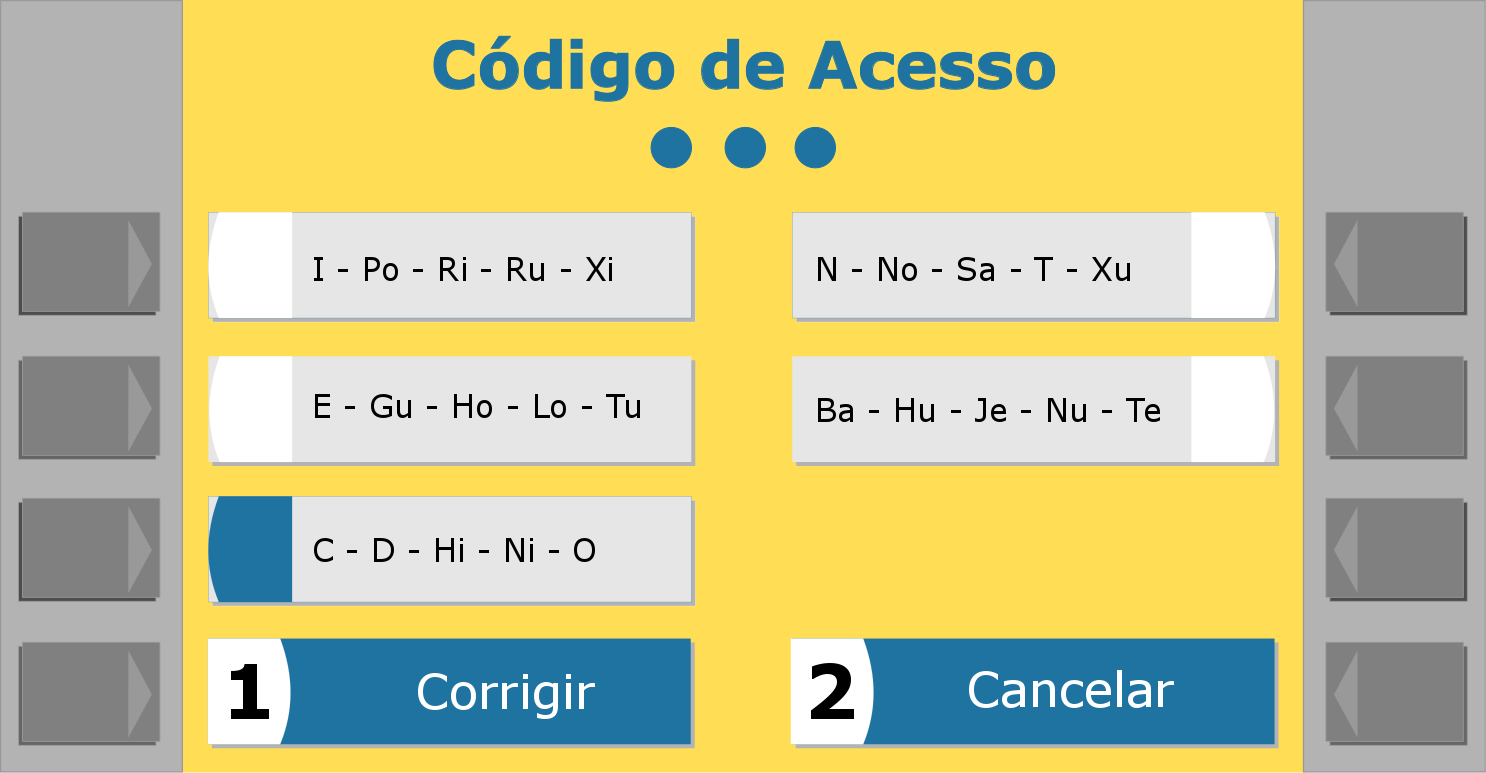 Código de Acesso
I - Po - Ri - Ru - Xi
N - No - Sa - T - Xu
E - Gu - Ho - Lo - Tu
Ba - Hu - Je - Nu - Te
C - D - Hi - Ni - O
1 Corrigir
2 Cancelar